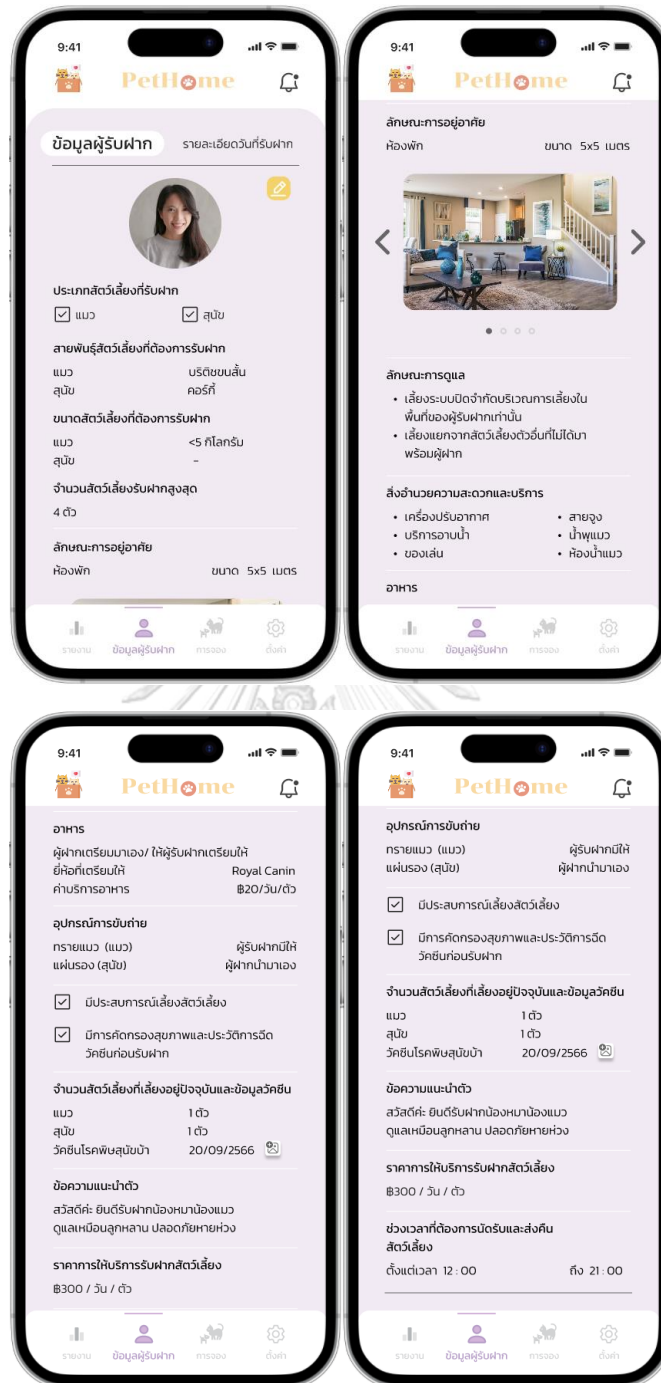 9:41
PetHome
ข้อมูลผู้รับฝาก รายละเอียดวันที่รับฝาก
ประเภทสัตว์เลี้ยงที่รับฝาก
แมว สุนัข
สายพันธุ์สัตว์เลี้ยงที่ต้องการรับฝาก
แมว บริติชขนสั้น
สุนัข คอร์กี้
ขนาดสัตว์เลี้ยงที่ต้องการรับฝาก
แมว <5 กิโลกรัม
สุนัข -
จำนวนสัตว์เลี้ยงรับฝากสูงสุด
4 ตัว
ลักษณะการอยู่อาศัย
ห้องพัก ขนาด 5x5 เมตร
รายงาน ข้อมูลผู้รับฝาก การจอง ตั้งค่า
9:41
PetHome
ลักษณะการอยู่อาศัย
ห้องพัก ขนาด 5x5 เมตร
ลักษณะการดูแล
• เลี้ยงระบบปิดจำกัดบริเวณการเลี้ยงใน
พื้นที่ของผู้รับฝากเท่านั้น
• เลี้ยงแยกจากสัตว์เลี้ยงตัวอื่นที่ไม่ได้มา
พร้อมผู้ฝาก
สิ่งอำนวยความสะดวกและบริการ
• เครื่องปรับอากาศ • สายจูง
• บริการอาบน้ำ • น้ำพุแมว
• ของเล่น • ห้องน้ำแมว
อาหาร
รายงาน ข้อมูลผู้รับฝาก การจอง ตั้งค่า
9:41
PetHome
อาหาร
ผู้ฝากเตรียมมาเอง/ ให้ผู้รับฝากเตรียมให้
ยี่ห้อที่เตรียมให้ Royal Canin
ค่าบริการอาหาร ฿20/วัน/ตัว
อุปกรณ์การขับถ่าย
ทรายแมว (แมว) ผู้รับฝากมีให้
แผ่นรอง (สุนัข) ผู้ฝากนำมาเอง
มีประสบการณ์เลี้ยงสัตว์เลี้ยง
มีการคัดกรองสุขภาพและประวัติการฉีด
วัคซีนก่อนรับฝาก
จำนวนสัตว์เลี้ยงที่เลี้ยงอยู่ปัจจุบันและข้อมูลวัคซีน
แมว 1 ตัว
สุนัข 1 ตัว
วัคซีนโรคพิษสุนัขบ้า 20/09/2566
ข้อความแนะนำตัว
สวัสดีค่ะ ยินดีรับฝากน้องหมาน้องแมว
ดูแลเหมือนลูกหลาน ปลอดภัยหายห่วง
ราคาการให้บริการรับฝากสัตว์เลี้ยง
฿300 / วัน / ตัว
รายงาน ข้อมูลผู้รับฝาก การจอง ตั้งค่า
9:41
PetHome
อุปกรณ์การขับถ่าย
ทรายแมว (แมว) ผู้รับฝากมีให้
แผ่นรอง (สุนัข) ผู้ฝากนำมาเอง
มีประสบการณ์เลี้ยงสัตว์เลี้ยง
มีการคัดกรองสุขภาพและประวัติการฉีด
วัคซีนก่อนรับฝาก
จำนวนสัตว์เลี้ยงที่เลี้ยงอยู่ปัจจุบันและข้อมูลวัคซีน
แมว 1 ตัว
สุนัข 1 ตัว
วัคซีนโรคพิษสุนัขบ้า 20/09/2566
ข้อความแนะนำตัว
สวัสดีค่ะ ยินดีรับฝากน้องหมาน้องแมว
ดูแลเหมือนลูกหลาน ปลอดภัยหายห่วง
ราคาการให้บริการรับฝากสัตว์เลี้ยง
฿300 / วัน / ตัว
ช่วงเวลาที่ต้องการนัดรับและส่งคืน
สัตว์เลี้ยง
ตั้งแต่เวลา 12 : 00 ถึง 21 : 00
รายงาน ข้อมูลผู้รับฝาก การจอง ตั้งค่า